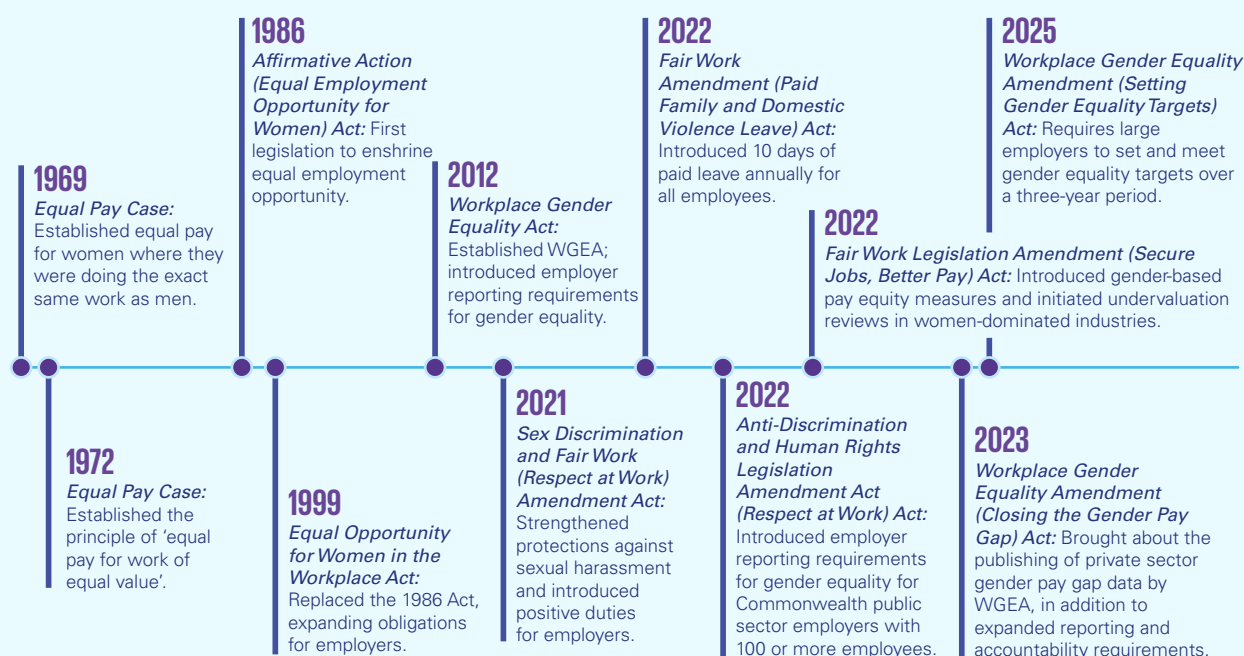 1969
Equal Pay Case:
Established equal pay
for women where they
were doing the exact
same work as men.
1972
Equal Pay Case:
Established the
principle of ‘equal
pay for work of
equal value’.
1986
Affirmative Action
(Equal Employment
Opportunity for
Women) Act: First
legislation to enshrine
equal employment
opportunity.
1999
Equal Opportunity
for Women in the
Workplace Act:
Replaced the 1986 Act,
expanding obligations
for employers.
2012
Workplace Gender
Equality Act:
Established WGEA;
introduced employer
reporting requirements
for gender equality.
2021
Sex Discrimination
and Fair Work
(Respect at Work)
Amendment Act:
Strengthened
protections against
sexual harassment
and introduced
positive duties
for employers.
2022
Fair Work
Amendment (Paid
Family and Domestic
Violence Leave) Act:
Introduced 10 days of
paid leave annually for
all employees.
2022
Anti-Discrimination
and Human Rights
Legislation
Amendment Act
(Respect at Work) Act:
Introduced employer
reporting requirements
for gender equality for
Commonwealth public
sector employers with
100 or more employees.
2022
Fair Work Legislation Amendment (Secure
Jobs, Better Pay) Act: Introduced gender-based
pay equity measures and initiated undervaluation
reviews in women-dominated industries.
2023
Workplace Gender
Equality Amendment
(Closing the Gender Pay
Gap) Act: Brought about the
publishing of private sector
gender pay gap data by
WGEA, in addition to
expanded reporting and
accountability requirements.
2025
Workplace Gender Equality
Amendment (Setting
Gender Equality Targets)
Act: Requires large
employers to set and meet
gender equality targets over
a three-year period.